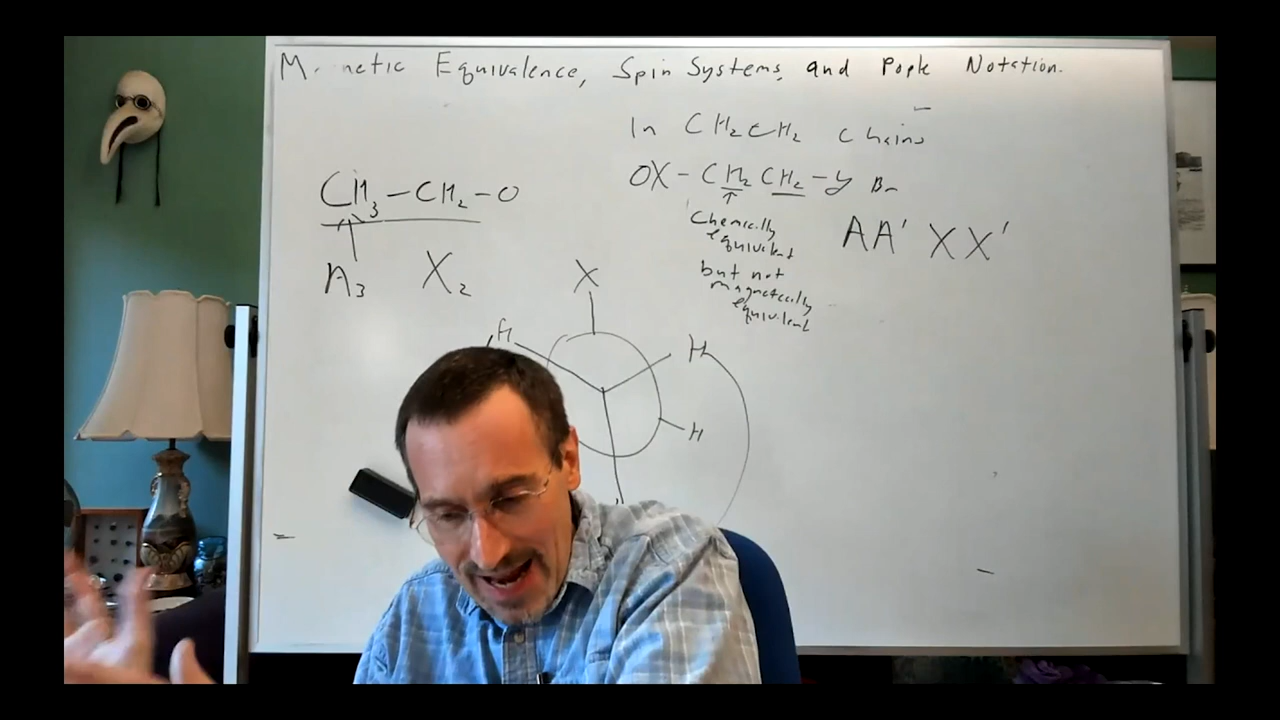 Magnetic Equivalence, Spin Systems, and Pople Notation.
In CH2CH2 chains
CH3-CH2-O
OX-CH2CH2-y Br
Chemically equivalent
but not
magnetically
equivalent
AA' XX'
A3 X2
X
H
H
H